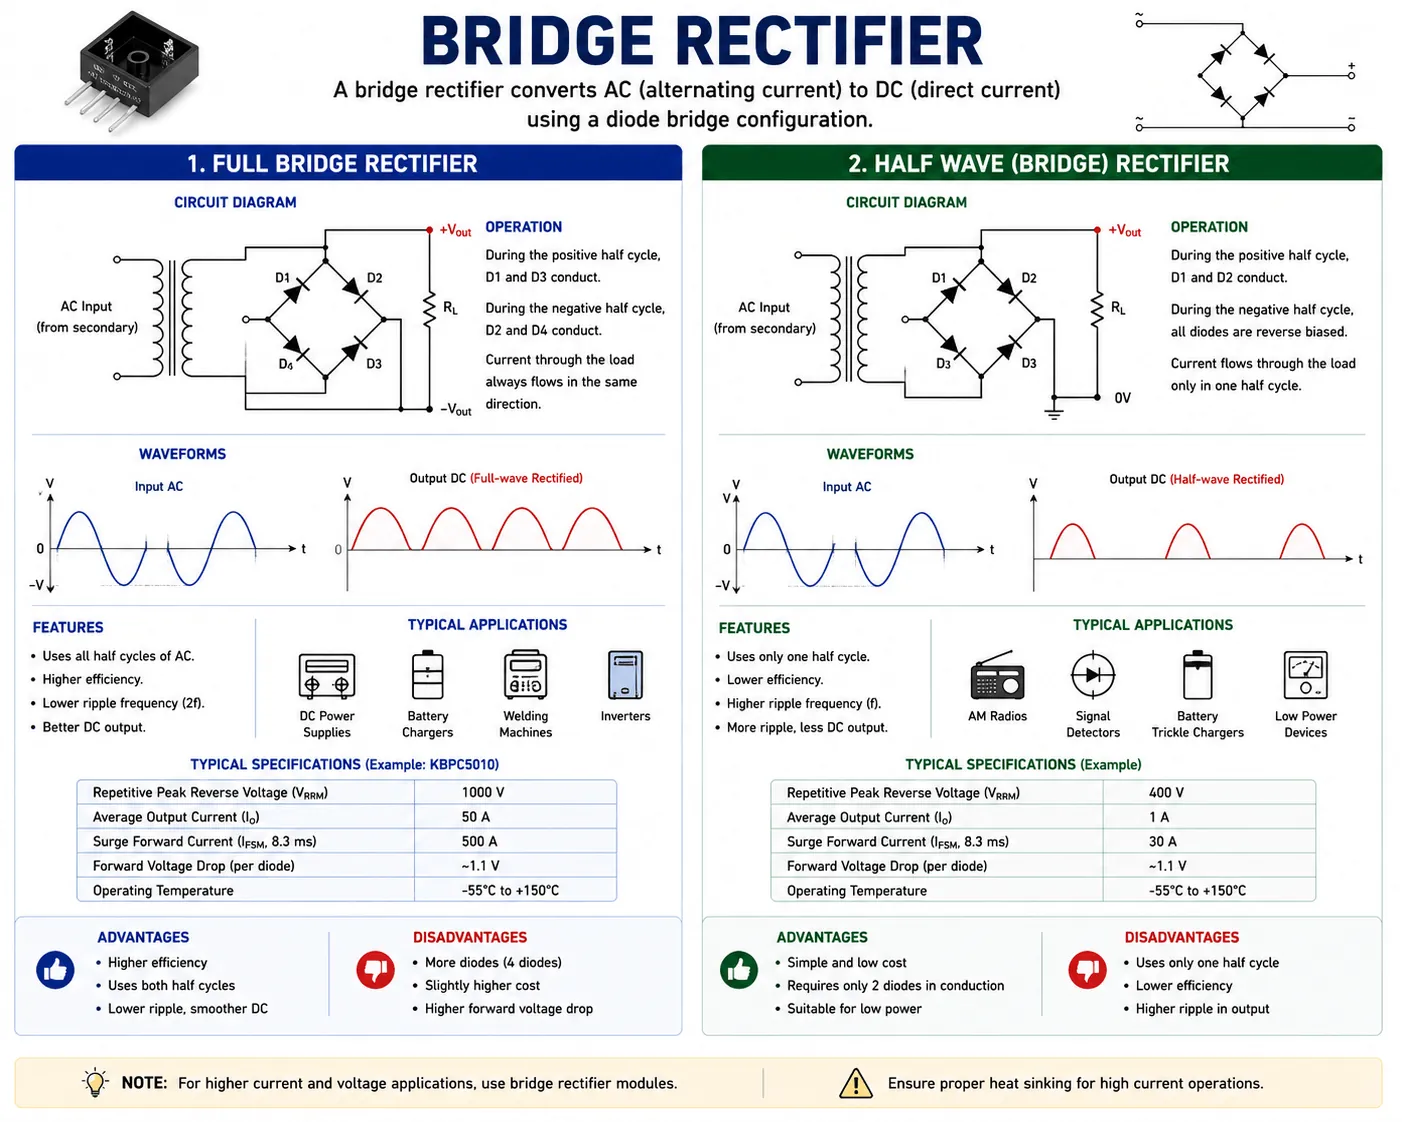 BRIDGE RECTIFIER
A bridge rectifier converts AC (alternating current) to DC (direct current)
using a diode bridge configuration.
~
~
+
−
1. FULL BRIDGE RECTIFIER
CIRCUIT DIAGRAM
AC Input
(from secondary)
D1
D2
D4
D3
+Vout
RL
−Vout
OPERATION
During the positive half cycle,
D1 and D3 conduct.
During the negative half cycle,
D2 and D4 conduct.
Current through the load
always flows in the same
direction.
WAVEFORMS
Input AC
V
0
−V
t
Output DC (Full-wave Rectified)
V
0
t
FEATURES
• Uses all half cycles of AC.
• Higher efficiency.
• Lower ripple frequency (2f).
• Better DC output.
TYPICAL APPLICATIONS
DC Power
Supplies
Battery
Chargers
Welding
Machines
Inverters
TYPICAL SPECIFICATIONS (Example: KBPC5010)
Repetitive Peak Reverse Voltage (VRRM) 1000 V
Average Output Current (Io) 50 A
Surge Forward Current (IFSM, 8.3 ms) 500 A
Forward Voltage Drop (per diode) ~1.1 V
Operating Temperature -55°C to +150°C
ADVANTAGES
• Higher efficiency
• Uses both half cycles
• Lower ripple, smoother DC
DISADVANTAGES
• More diodes (4 diodes)
• Slightly higher cost
• Higher forward voltage drop
2. HALF WAVE (BRIDGE) RECTIFIER
CIRCUIT DIAGRAM
AC Input
(from secondary)
D1
D2
D3
D3
+Vout
RL
0V
OPERATION
During the positive half cycle,
D1 and D2 conduct.
During the negative half cycle,
all diodes are reverse biased.
Current flows through the load
only in one half cycle.
WAVEFORMS
Input AC
V
V
0
−V
t
Output DC (Half-wave Rectified)
V
t
FEATURES
• Uses only one half cycle.
• Lower efficiency.
• Higher ripple frequency (f).
• More ripple, less DC output.
TYPICAL APPLICATIONS
AM Radios
Signal
Detectors
Battery
Trickle Chargers
Low Power
Devices
TYPICAL SPECIFICATIONS (Example)
Repetitive Peak Reverse Voltage (VRRM) 400 V
Average Output Current (Io) 1 A
Surge Forward Current (IFSM, 8.3 ms) 30 A
Forward Voltage Drop (per diode) ~1.1 V
Operating Temperature -55°C to +150°C
ADVANTAGES
• Simple and low cost
• Requires only 2 diodes in conduction
• Suitable for low power
DISADVANTAGES
• Uses only one half cycle
• Lower efficiency
• Higher ripple in output
NOTE: For higher current and voltage applications, use bridge rectifier modules.
Ensure proper heat sinking for high current operations.